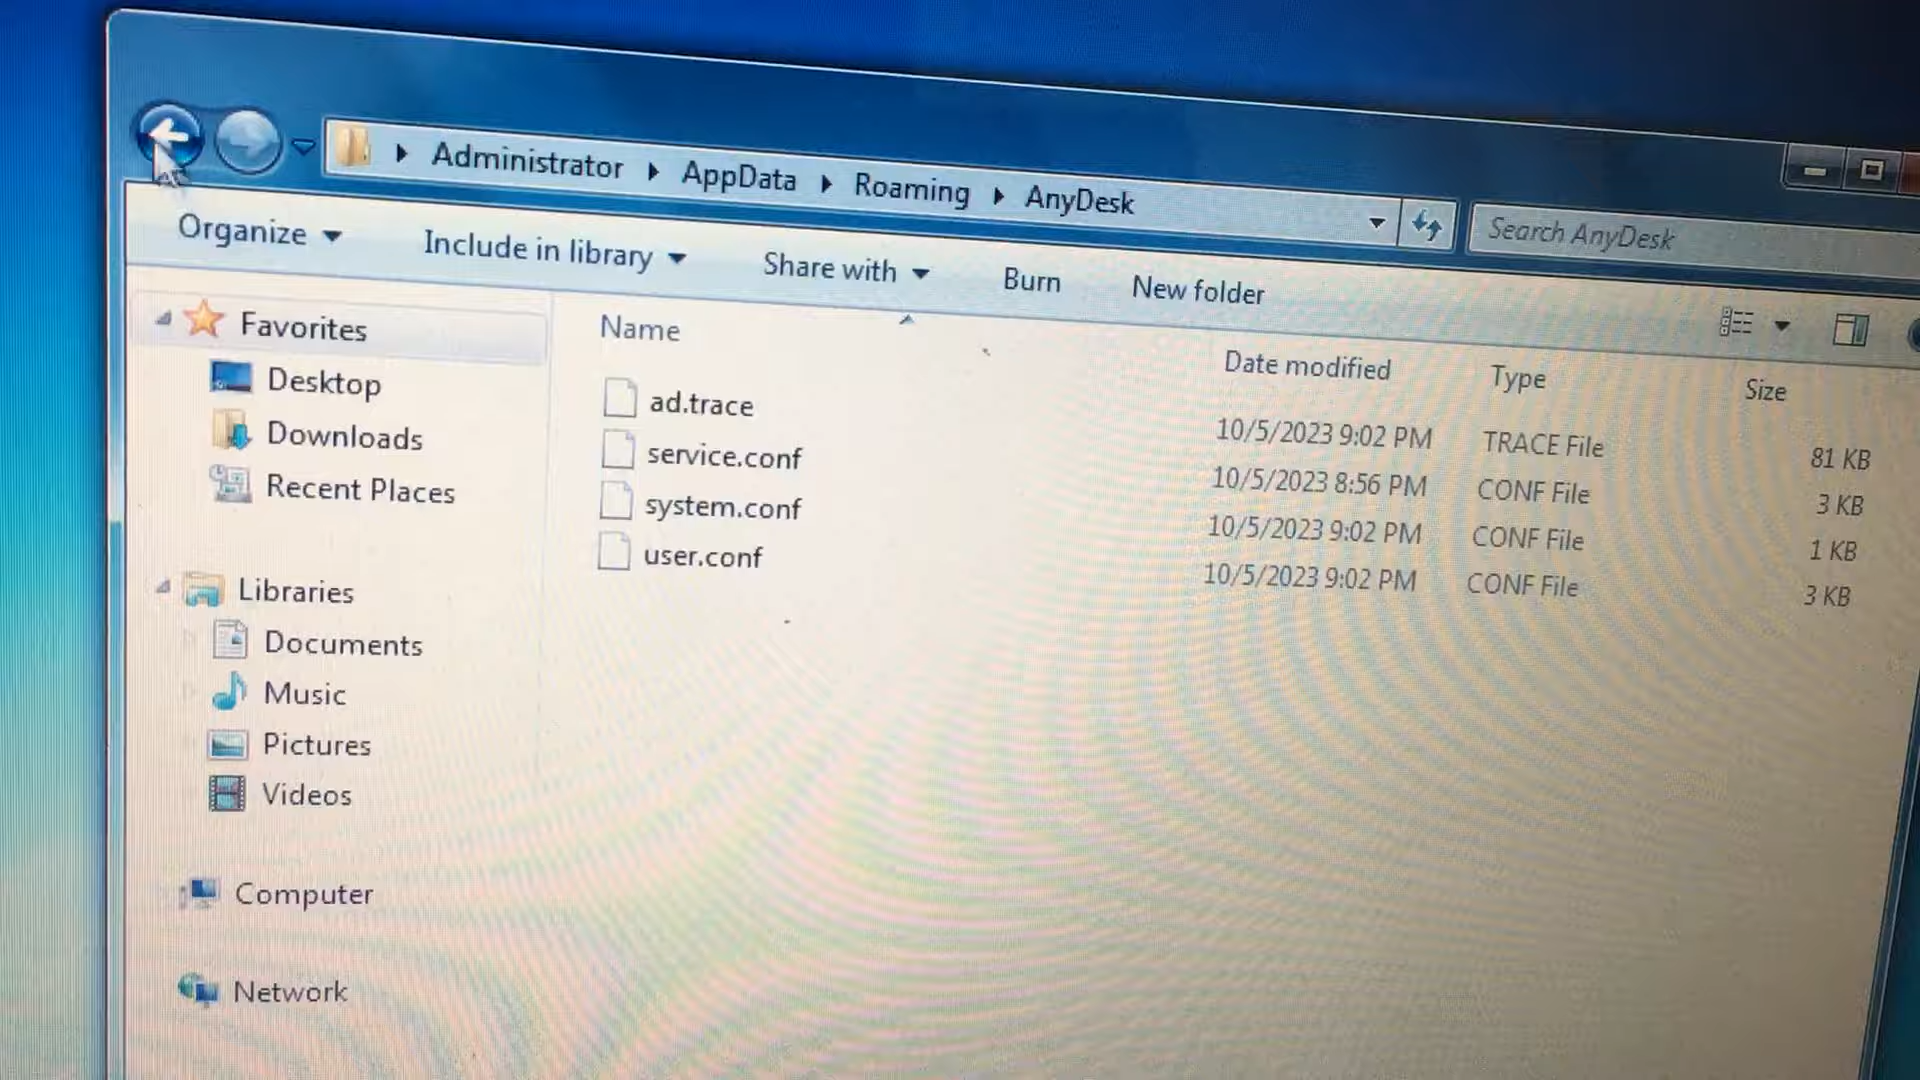 Administrator AppData Roaming AnyDesk
Search AnyDesk
Organize Include in library Share with Burn New folder
Favorites
Desktop
Downloads
Recent Places
Libraries
Documents
Music
Pictures
Videos
Computer
Network
Name Date modified Type Size
ad.trace 10/5/2023 9:02 PM TRACE File 81 KB
service.conf 10/5/2023 8:56 PM CONF File 3 KB
system.conf 10/5/2023 9:02 PM CONF File 1 KB
user.conf 10/5/2023 9:02 PM CONF File 3 KB